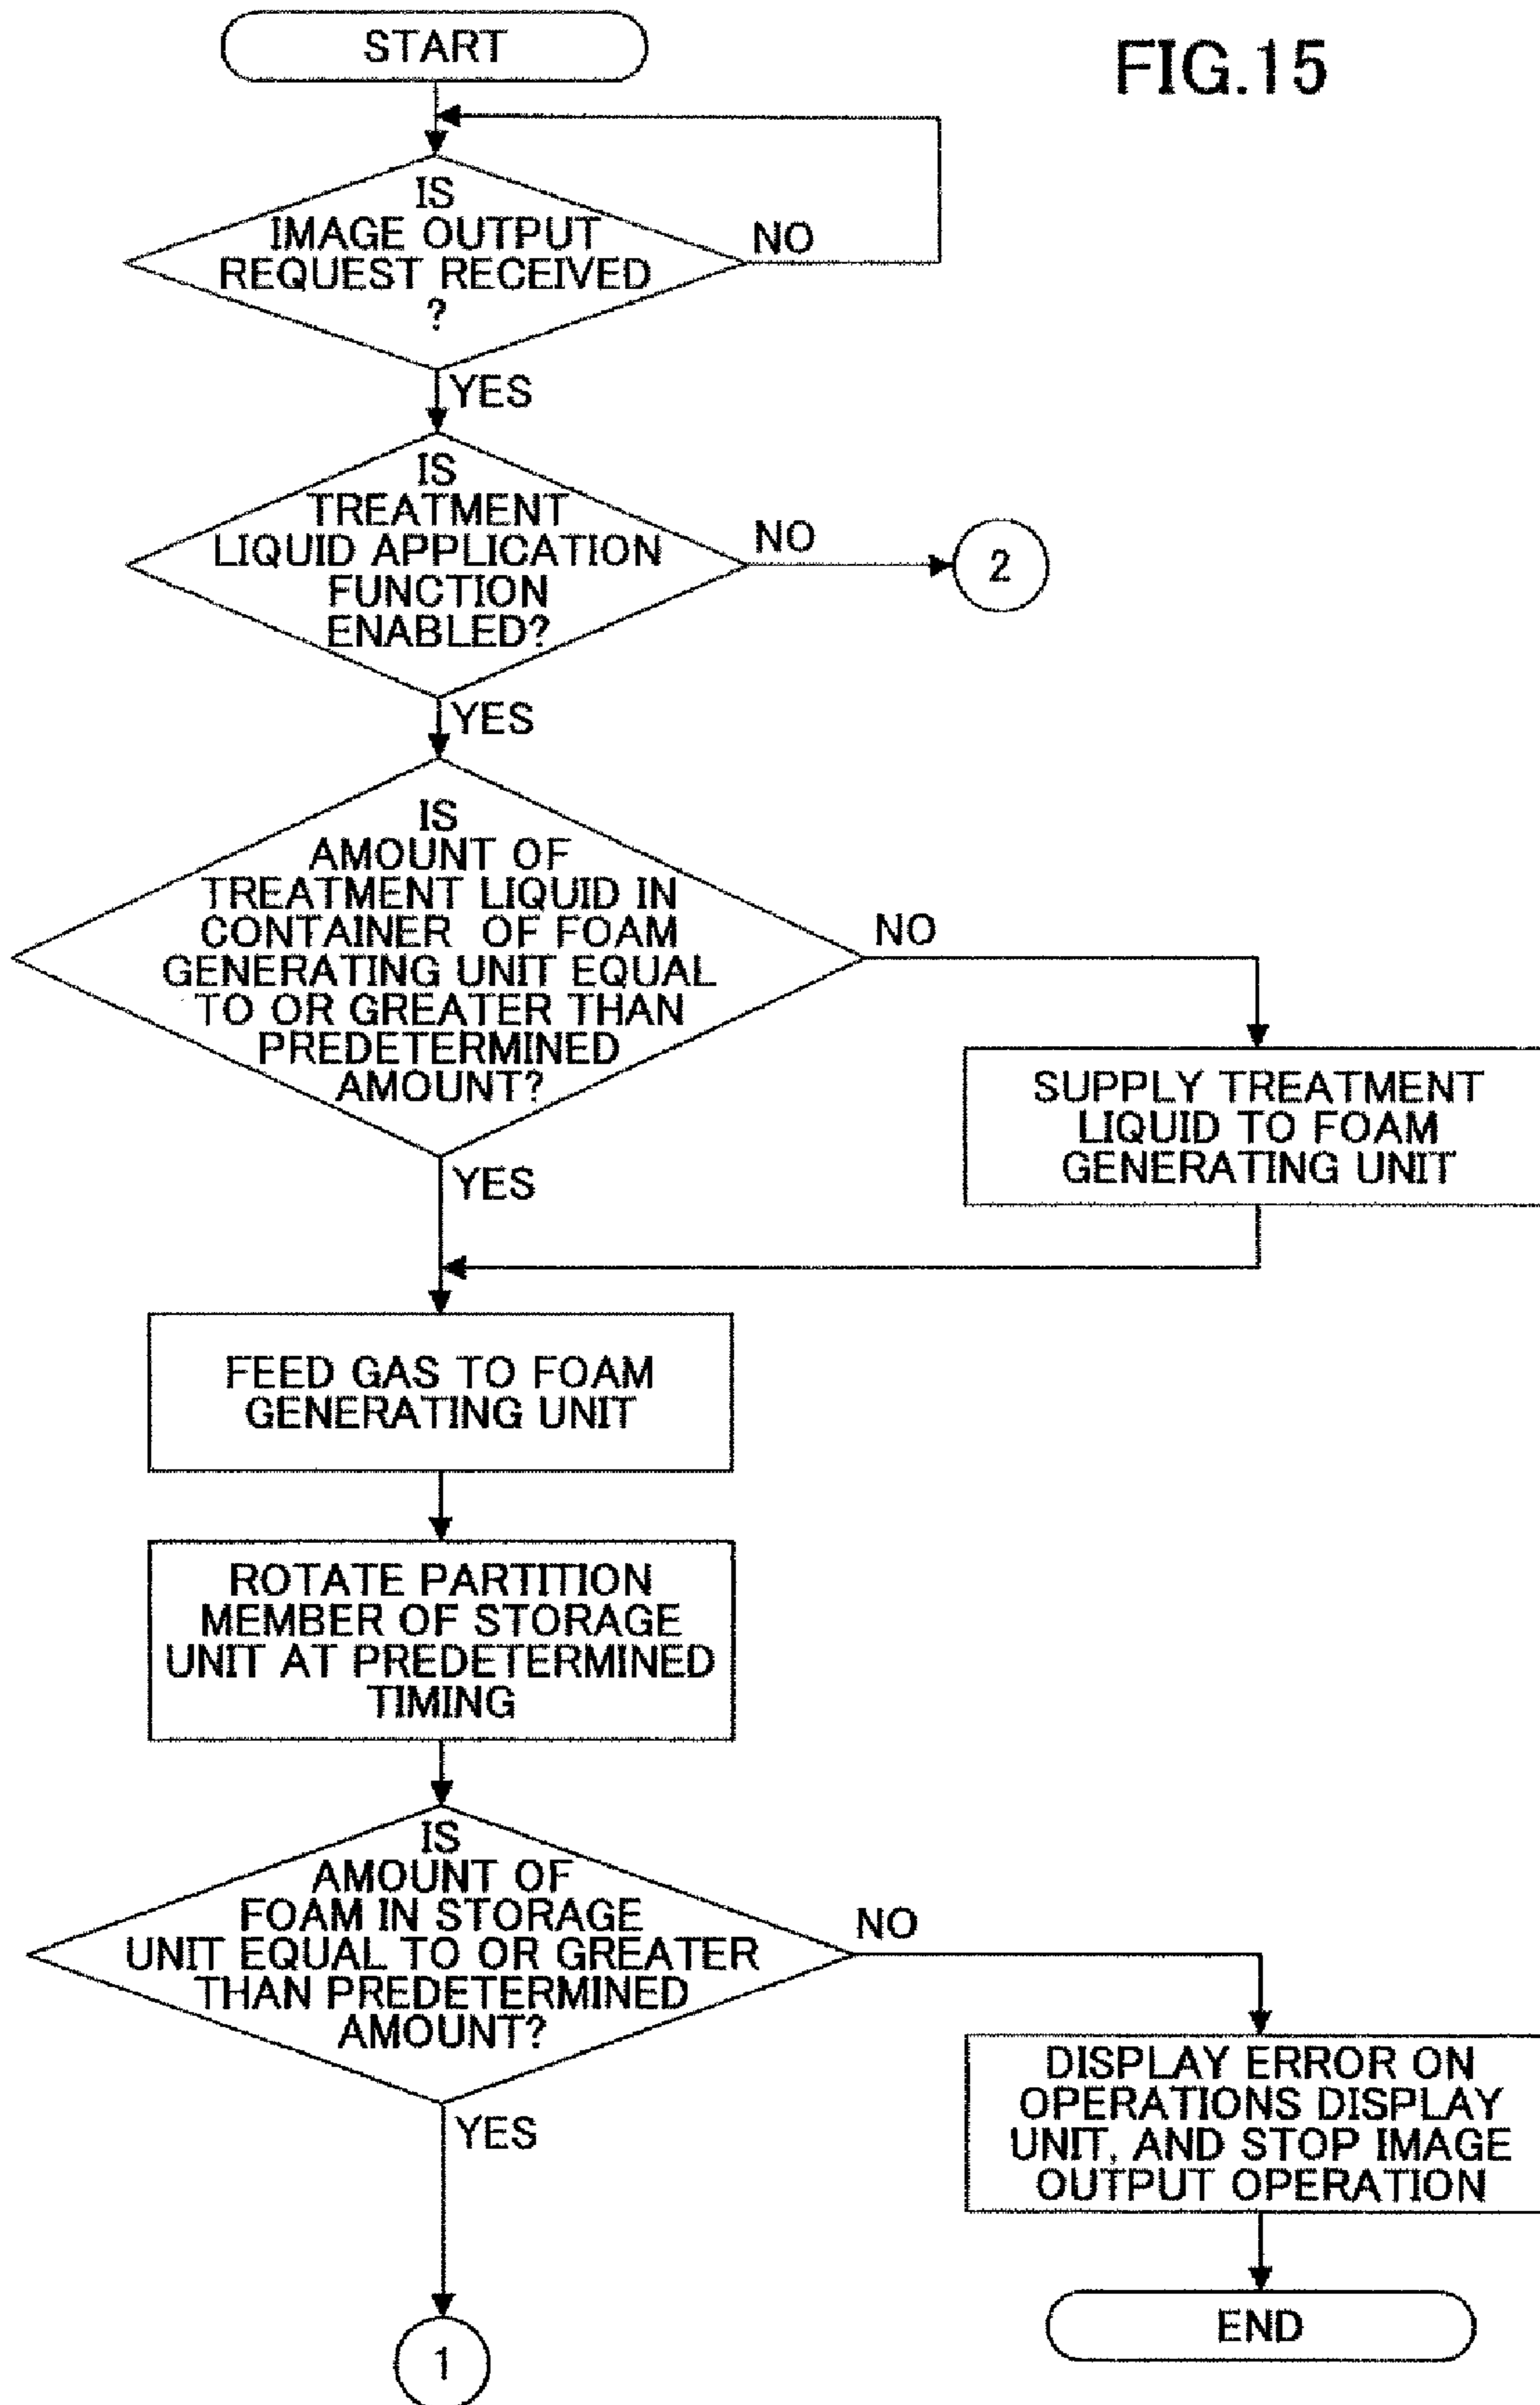 START
FIG.15
IS
IMAGE OUTPUT
REQUEST RECEIVED
?
NO
YES
IS
TREATMENT
LIQUID APPLICATION
FUNCTION
ENABLED?
NO
2
YES
IS
AMOUNT OF
TREATMENT LIQUID IN
CONTAINER OF FOAM
GENERATING UNIT EQUAL
TO OR GREATER THAN
PREDETERMINED
AMOUNT?
NO
SUPPLY TREATMENT
LIQUID TO FOAM
GENERATING UNIT
YES
FEED GAS TO FOAM
GENERATING UNIT
ROTATE PARTITION
MEMBER OF STORAGE
UNIT AT PREDETERMINED
TIMING
IS
AMOUNT OF
FOAM IN STORAGE
UNIT EQUAL TO OR GREATER
THAN PREDETERMINED
AMOUNT?
NO
DISPLAY ERROR ON
OPERATIONS DISPLAY
UNIT, AND STOP IMAGE
OUTPUT OPERATION
YES
END
1